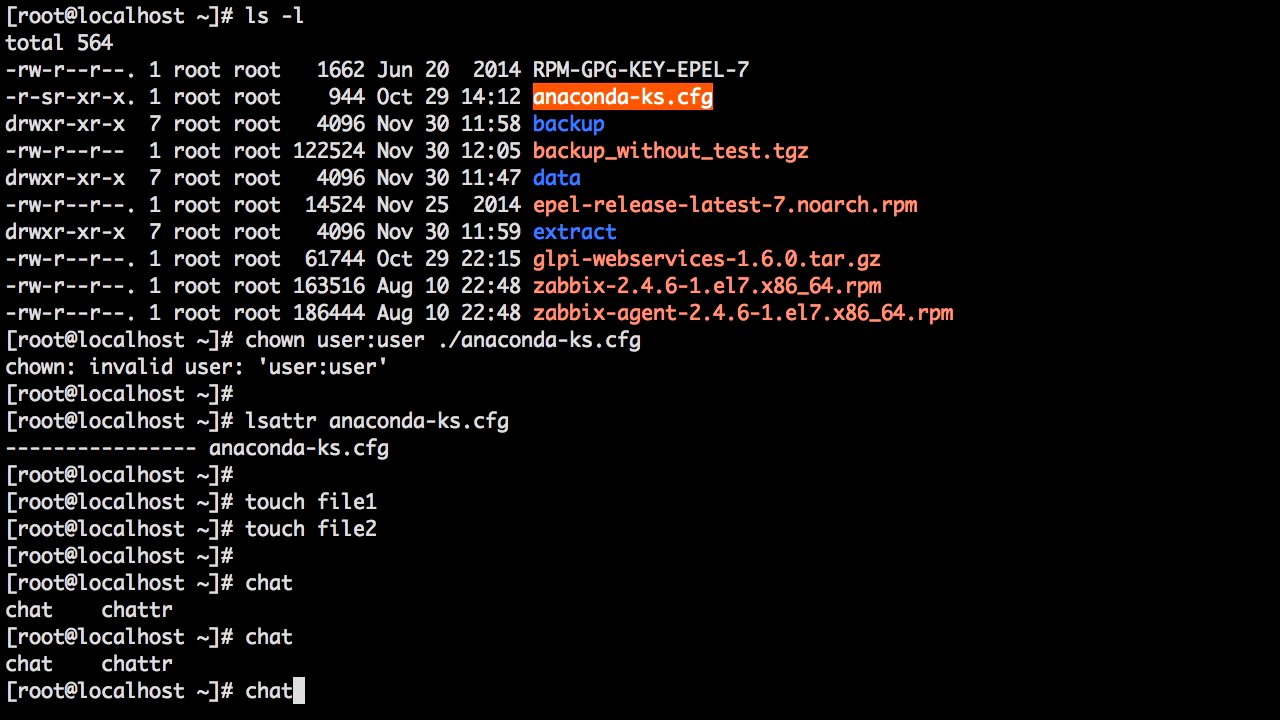 [root@localhost ~]# ls -l
total 564
-rw-r--r--. 1 root root   1662 Jun 20  2014 RPM-GPG-KEY-EPEL-7
-r-sr-xr-x. 1 root root    944 Oct 29 14:12 anaconda-ks.cfg
drwxr-xr-x  7 root root   4096 Nov 30 11:58 backup
-rw-r--r--  1 root root 122524 Nov 30 12:05 backup_without_test.tgz
drwxr-xr-x  7 root root   4096 Nov 30 11:47 data
-rw-r--r--. 1 root root  14524 Nov 25  2014 epel-release-latest-7.noarch.rpm
drwxr-xr-x  7 root root   4096 Nov 30 11:59 extract
-rw-r--r--. 1 root root  61744 Oct 29 22:15 glpi-webservices-1.6.0.tar.gz
-rw-r--r--. 1 root root 163516 Aug 10 22:48 zabbix-2.4.6-1.el7.x86_64.rpm
-rw-r--r--. 1 root root 186444 Aug 10 22:48 zabbix-agent-2.4.6-1.el7.x86_64.rpm
[root@localhost ~]# chown user:user ./anaconda-ks.cfg
chown: invalid user: 'user:user'
[root@localhost ~]#
[root@localhost ~]# lsattr anaconda-ks.cfg
---------------- anaconda-ks.cfg
[root@localhost ~]#
[root@localhost ~]# touch file1
[root@localhost ~]# touch file2
[root@localhost ~]#
[root@localhost ~]# chat
chat    chattr
[root@localhost ~]# chat
chat    chattr
[root@localhost ~]# chat